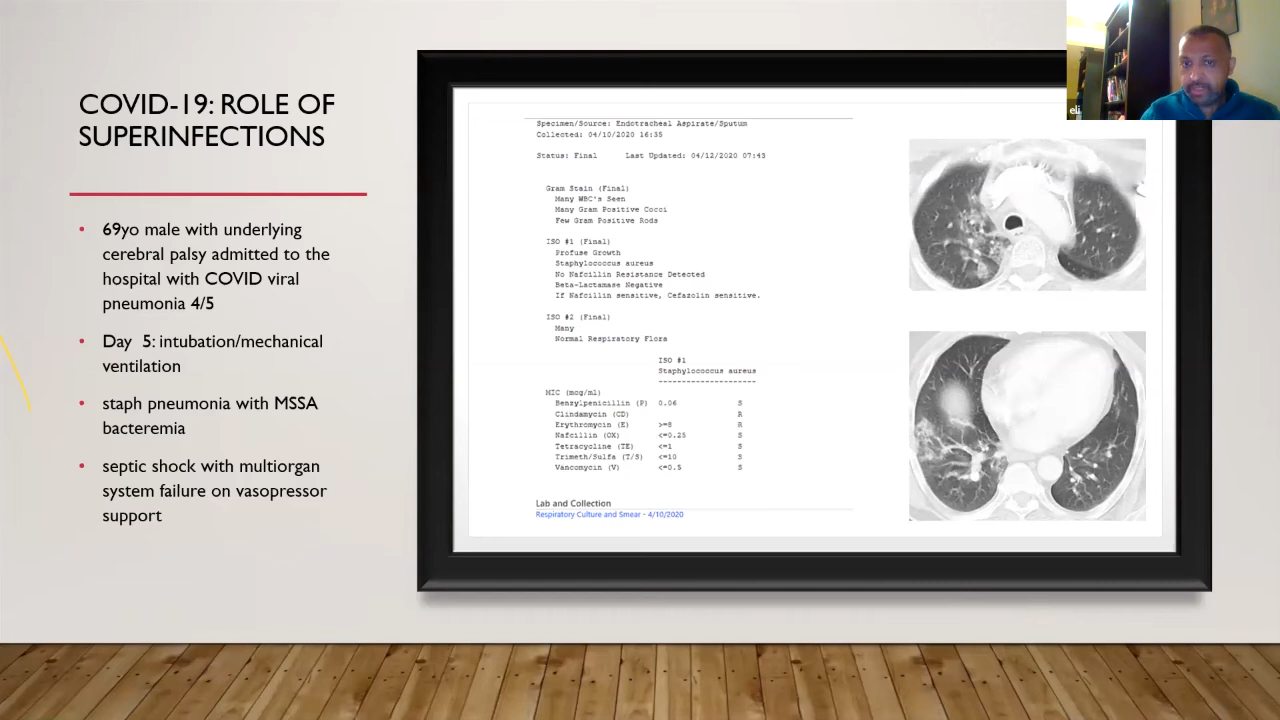 COVID-19: ROLE OF
SUPERINFECTIONS
• 69yo male with underlying
cerebral palsy admitted to the
hospital with COVID viral
pneumonia 4/5
• Day 5: intubation/mechanical
ventilation
• staph pneumonia with MSSA
bacteremia
• septic shock with multiorgan
system failure on vasopressor
support
Specimen/Source: Endotracheal Aspirate/Sputum
Collected: 04/10/2020 16:35
Status: Final Last Updated: 04/12/2020 07:43
Gram Stain (Final)
Many WBC's Seen
Many Gram Positive Cocci
Few Gram Positive Rods
ISO #1 (Final)
Profuse Growth
Staphylococcus aureus
No Nafcillin Resistance Detected
Beta-Lactamase Negative
If Nafcillin sensitive, Cefazolin sensitive.
ISO #2 (Final)
Many
Normal Respiratory Flora
ISO #1
Staphylococcus aureus
---------------------
MIC (mcg/ml)
Benzylpenicillin (P) 0.06 S
Clindamycin (CD) R
Erythromycin (E) >=8 R
Nafcillin (OX) <=0.25 S
Tetracycline (TE) <=1 S
Trimeth/Sulfa (T/S) <=10 S
Vancomycin (V) <=0.5 S
Lab and Collection
Respiratory Culture and Smear - 4/10/2020
eli